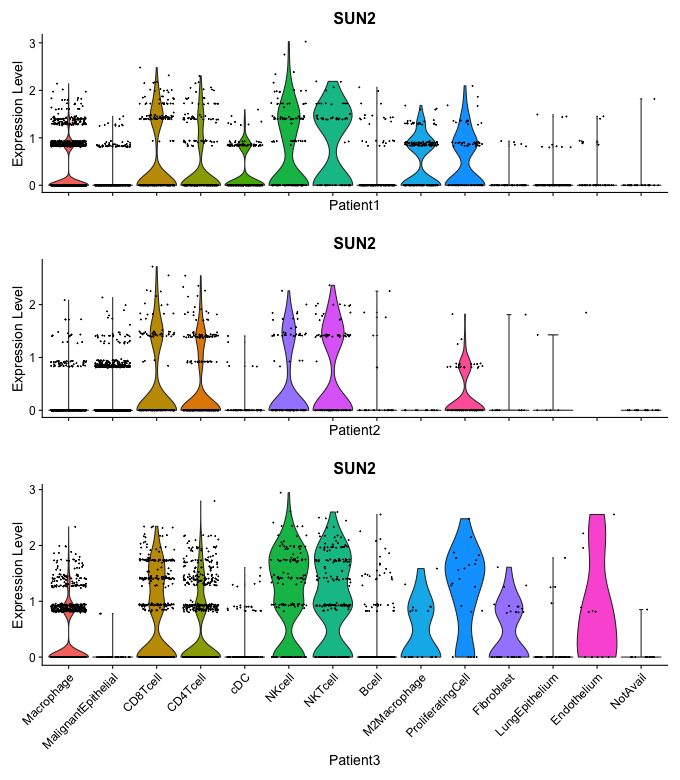 SUN2
3
2
1
0
Expression Level
Patient1
SUN2
2
1
0
Expression Level
Patient2
SUN2
3
2
1
0
Expression Level
Macrophage
MalignantEpithelial
CD8Tcell
CD4Tcell
cDC
NKcell
NKTcell
Bcell
M2Macrophage
ProliferatingCell
Fibroblast
LungEpithelium
Endothelium
NotAvail
Patient3